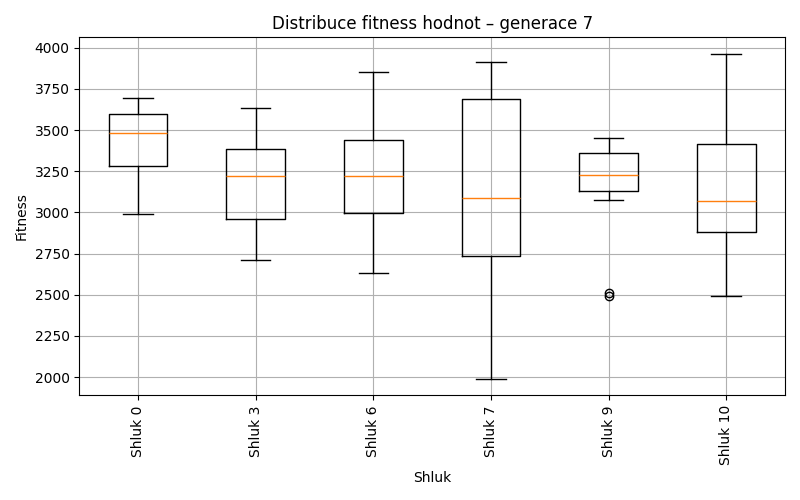 Distribuce fitness hodnot – generace 7
4000
3750
3500
3250
3000
2750
2500
2250
2000
Fitness
Shluk 0
Shluk 3
Shluk 6
Shluk 7
Shluk 9
Shluk 10
Shluk